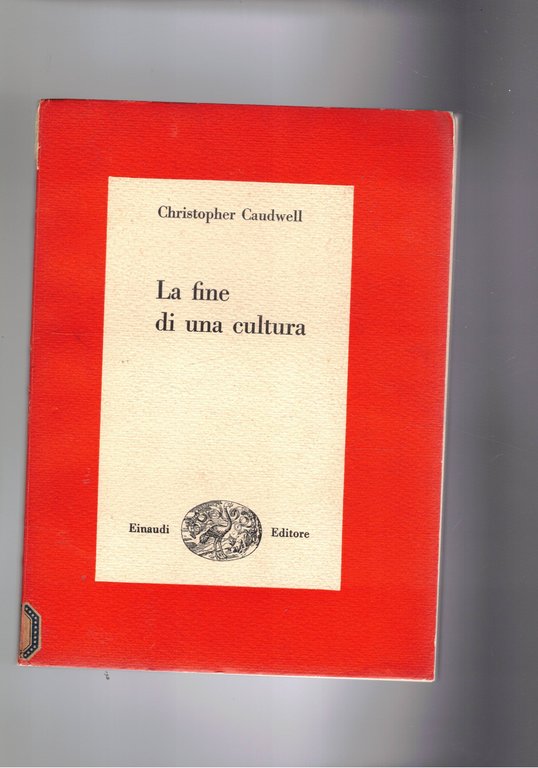 Christopher Caudwell
La fine
di una cultura
Einaudi Editore